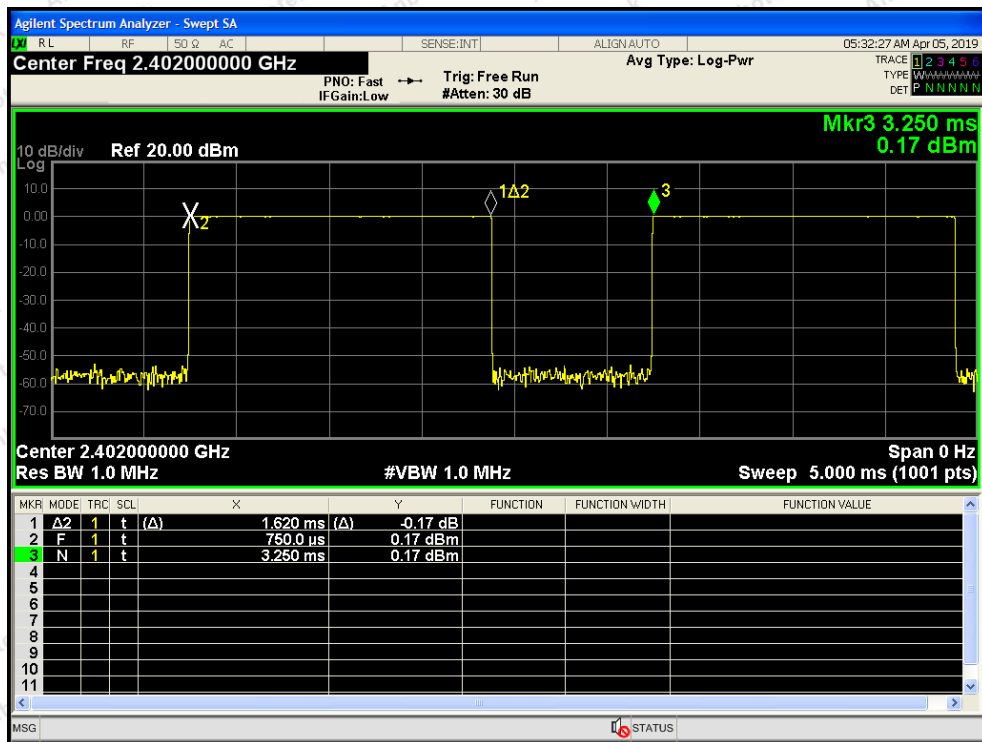 Agilent Spectrum Analyzer - Swept SA
LXI RL RF 50 Ω AC SENSE:INT ALIGNAUTO 05:32:27 AM Apr 05, 2019
Center Freq 2.402000000 GHz Avg Type: Log-Pwr TRACE 1 2 3 4 5 6
PNO: Fast Trig: Free Run TYPE WWWWWW
IFGain:Low #Atten: 30 dB DET P N N N N N
Mkr3 3.250 ms
10 dB/div Ref 20.00 dBm 0.17 dBm
Log
10.0
1Δ2
3
0.00
X2
-10.0
-20.0
-30.0
-40.0
-50.0
-60.0
-70.0
Center 2.402000000 GHz Span 0 Hz
Res BW 1.0 MHz #VBW 1.0 MHz Sweep 5.000 ms (1001 pts)
MKR MODE TRC SCL X Y FUNCTION FUNCTION WIDTH FUNCTION VALUE
1 Δ2 1 t (Δ) 1.620 ms (Δ) -0.17 dB
2 F 1 t 750.0 µs 0.17 dBm
3 N 1 t 3.250 ms 0.17 dBm
4
5
6
7
8
9
10
11
MSG STATUS